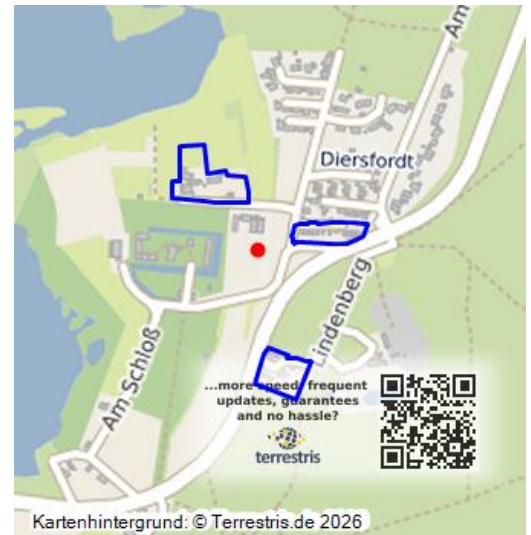 Am
Diersfordt
Lindenberg
Am Schloß
...more speed, frequent
updates, guarantees
and no hassle?
terrestris
Kartenhintergrund: © Terrestris.de 2026